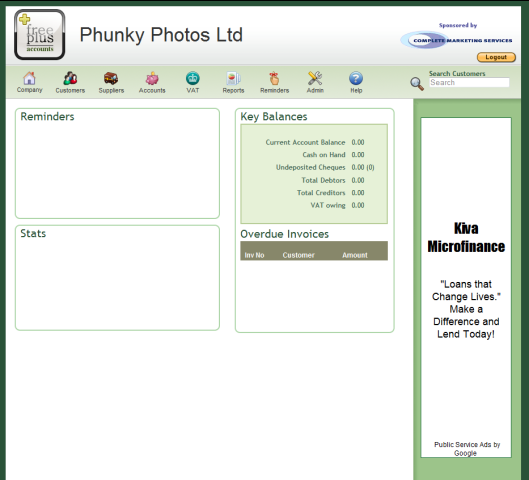 free
plus
accounts
Phunky Photos Ltd
Sponsored by
COMPLETE MARKETING SERVICES
Logout
Company
Customers
Suppliers
Accounts
VAT
Reports
Reminders
Admin
Help
Search Customers
Search
Reminders
Stats
Key Balances
Current Account Balance 0.00
Cash on Hand 0.00
Undeposited Cheques 0.00 (0)
Total Debtors 0.00
Total Creditors 0.00
VAT owing 0.00
Overdue Invoices
Inv No Customer Amount
Kiva
Microfinance
"Loans that
Change Lives."
Make a
Difference and
Lend Today!
Public Service Ads by
Google